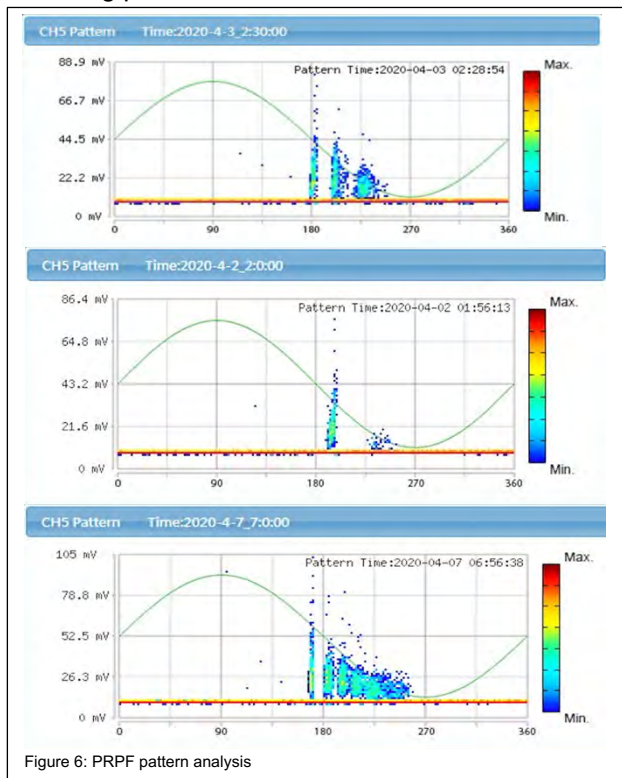 CH5 Pattern Time:2020-4-3_2:30:00
Pattern Time:2020-04-03 02:28:54
88.9 mV
66.7 mV
44.5 mV
22.2 mV
0 mV
0 90 180 270 360
Max.
Min.
CH5 Pattern Time:2020-4-2_2:0:00
Pattern Time:2020-04-02 01:56:13
86.4 mV
64.8 mV
43.2 mV
21.6 mV
0 mV
0 90 180 270 360
Max.
Min.
CH5 Pattern Time:2020-4-7_7:0:00
Pattern Time:2020-04-07 06:56:38
105 mV
78.8 mV
52.5 mV
26.3 mV
0 mV
0 90 180 270 360
Max.
Min.
Figure 6: PRPF pattern analysis